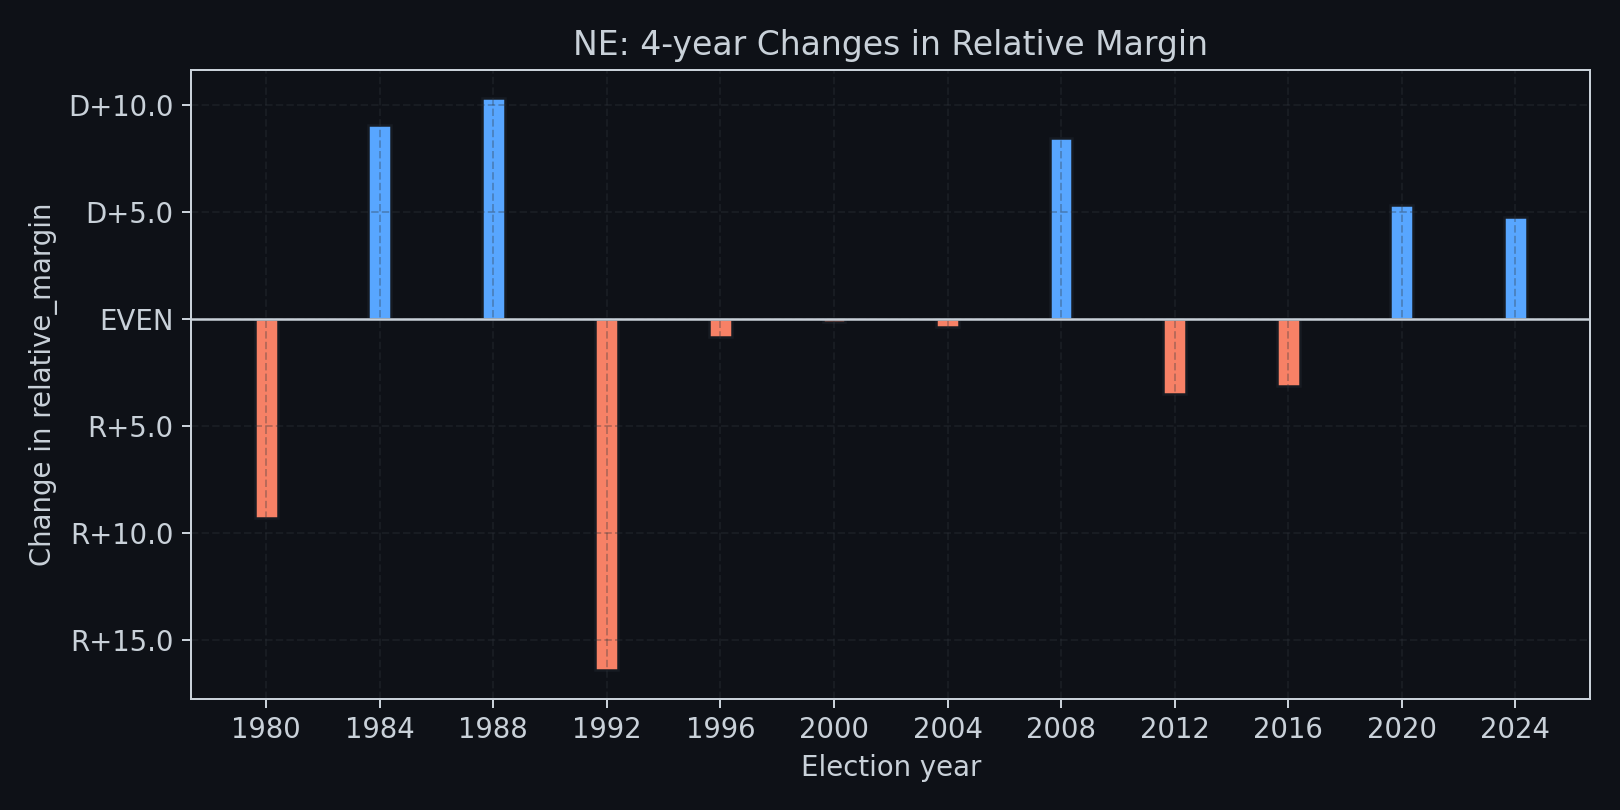 NE: 4-year Changes in Relative Margin
Change in relative_margin
D+10.0
D+5.0
EVEN
R+5.0
R+10.0
R+15.0
1980 1984 1988 1992 1996 2000 2004 2008 2012 2016 2020 2024
Election year